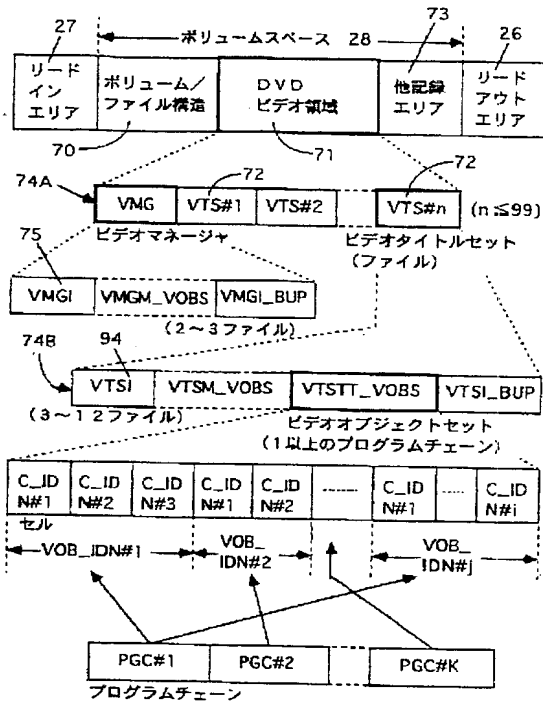 27
ボリュームスペース 28
73
26
リード
イン
エリア
ボリューム／
ファイル構造
DVD
ビデオ領域
他記録
エリア
リード
アウト
エリア
70
71
72
72
74A
VMG
VTS#1
VTS#2
VTS#n
(n≦99)
ビデオマネージャ
ビデオタイトルセット
(ファイル)
75
VMGI
VMGM_VOBS
VMGI_BUP
(2〜3ファイル)
74B
94
VTSI
VTSM_VOBS
VTSTT_VOBS
VTSI_BUP
(3〜12ファイル)
ビデオオブジェクトセット
(1以上のプログラムチェーン)
C_ID
N#1
C_ID
N#2
C_ID
N#3
C_ID
N#1
C_ID
N#2
C_ID
N#1
C_ID
N#i
セル
VOB_IDN#1
VOB_
IDN#2
VOB_
IDN#j
PGC#1
PGC#2
PGC#K
プログラムチェーン